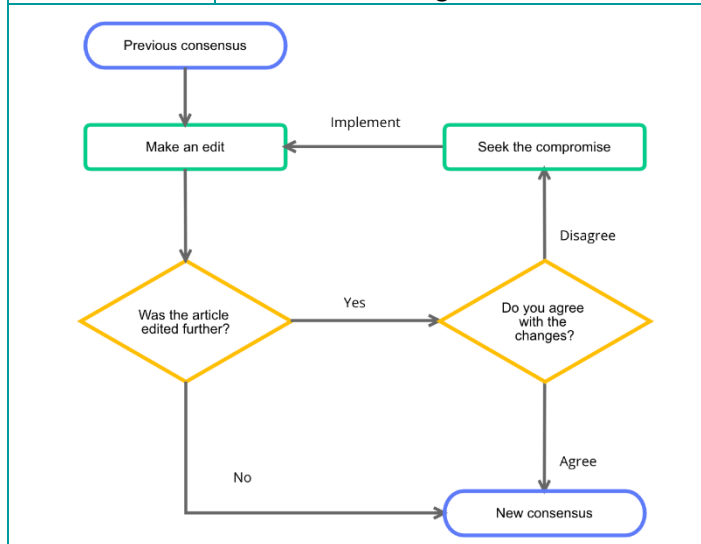 Previous consensus
Implement
Make an edit
Seek the compromise
Disagree
Was the article
edited further?
Yes
Do you agree
with the
changes?
No
Agree
New consensus